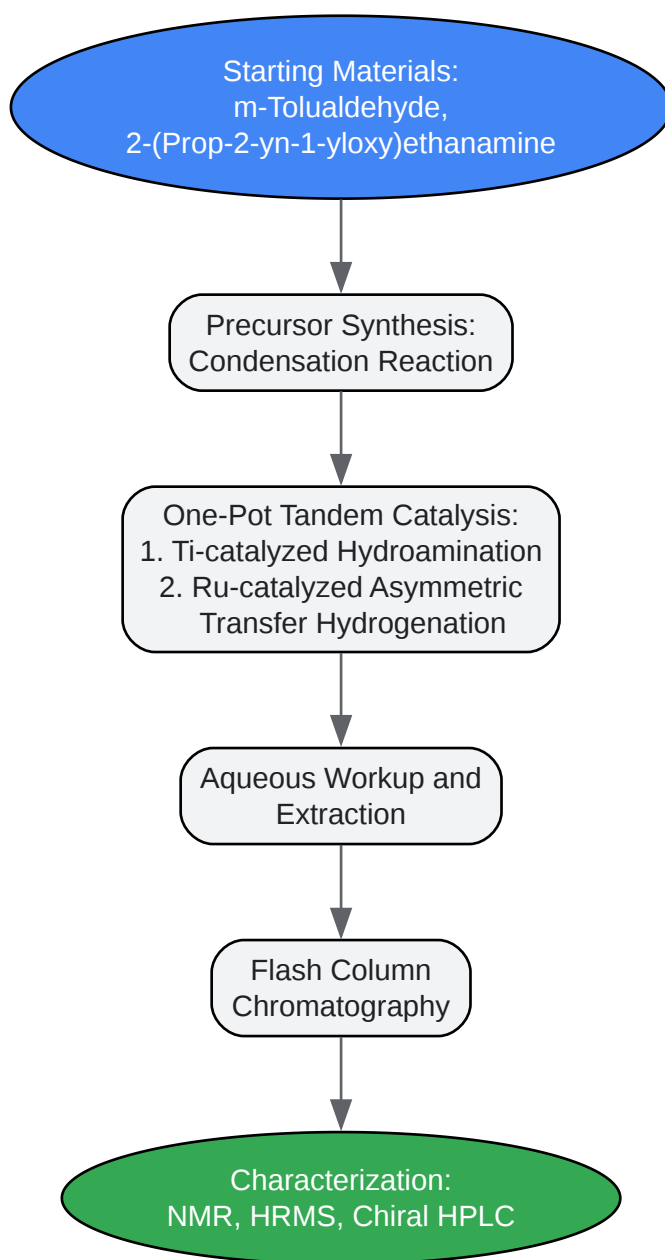 Starting Materials:
m-Tolualdehyde,
2-(Prop-2-yn-1-yloxy)ethanamine
Precursor Synthesis:
Condensation Reaction
One-Pot Tandem Catalysis:
1. Ti-catalyzed Hydroamination
2. Ru-catalyzed Asymmetric
Transfer Hydrogenation
Aqueous Workup and
Extraction
Flash Column
Chromatography
Characterization:
NMR, HRMS, Chiral HPLC